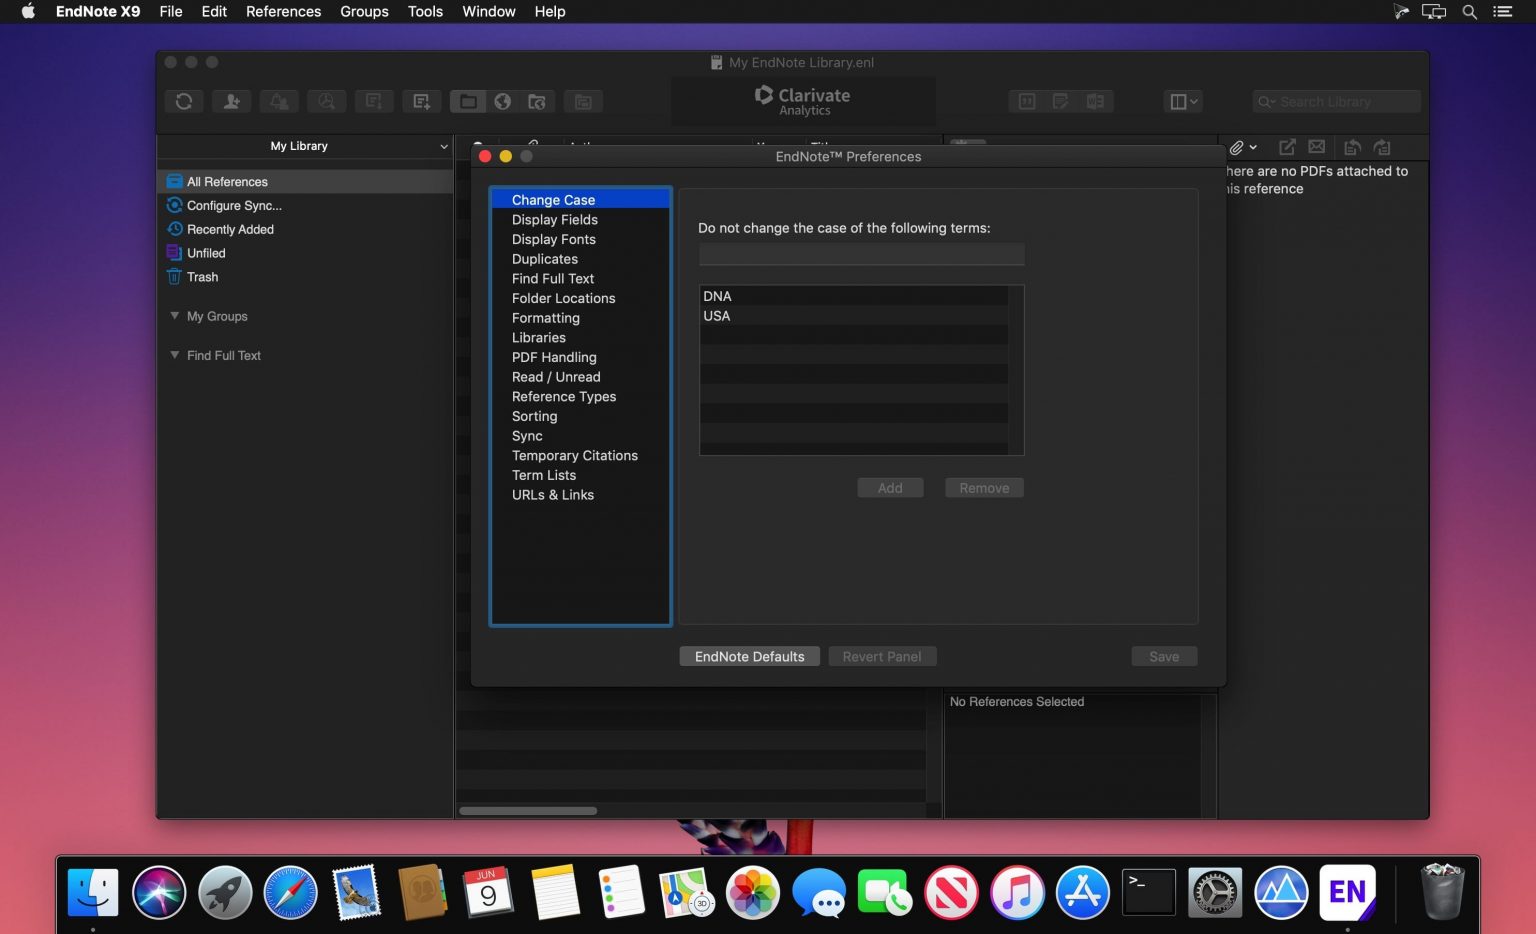 EndNote X9 File Edit References Groups Tools Window Help
My EndNote Library.enl
Clarivate
Analytics
Search Library
My Library
All References
Configure Sync...
Recently Added
Unfiled
Trash
My Groups
Find Full Text
EndNote™ Preferences
Change Case
Display Fields
Display Fonts
Duplicates
Find Full Text
Folder Locations
Formatting
Libraries
PDF Handling
Read / Unread
Reference Types
Sorting
Sync
Temporary Citations
Term Lists
URLs & Links
Do not change the case of the following terms:
DNA
USA
Add Remove
EndNote Defaults Revert Panel Save
here are no PDFs attached to
is reference
No References Selected
JUN
9
3D
>_
EN